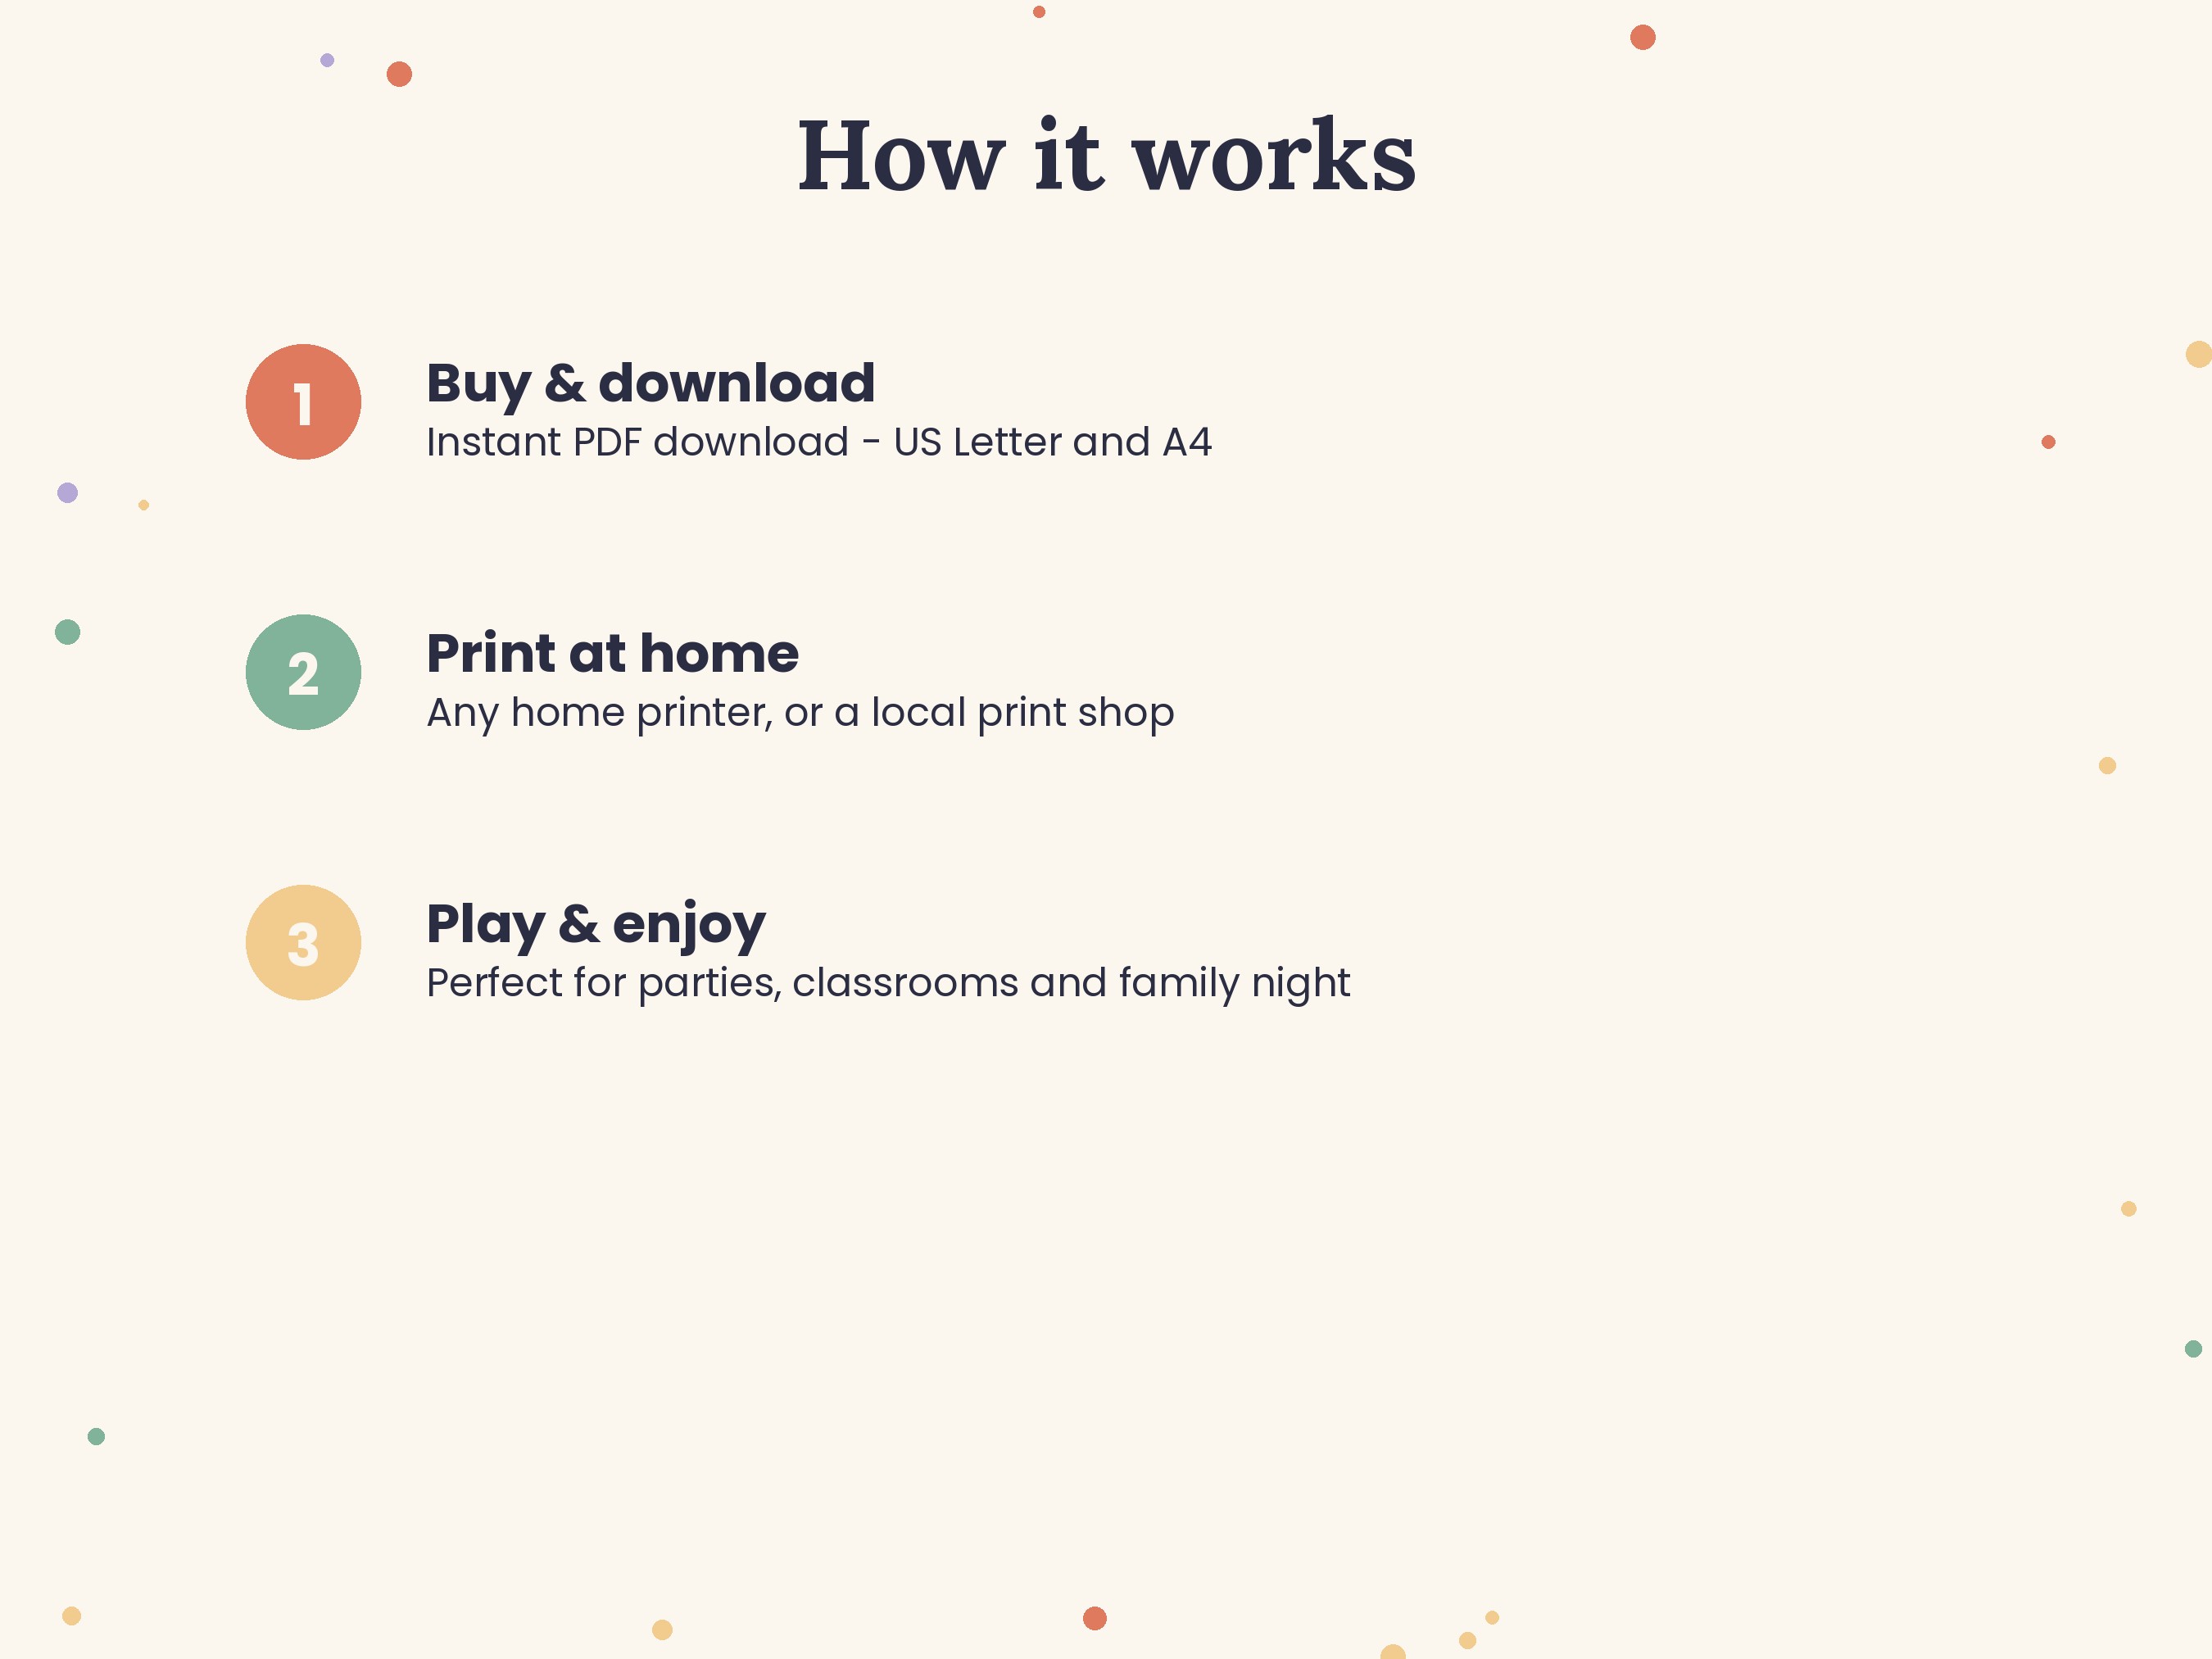 How it works
1
Buy & download
Instant PDF download - US Letter and A4
2
Print at home
Any home printer, or a local print shop
3
Play & enjoy
Perfect for parties, classrooms and family night